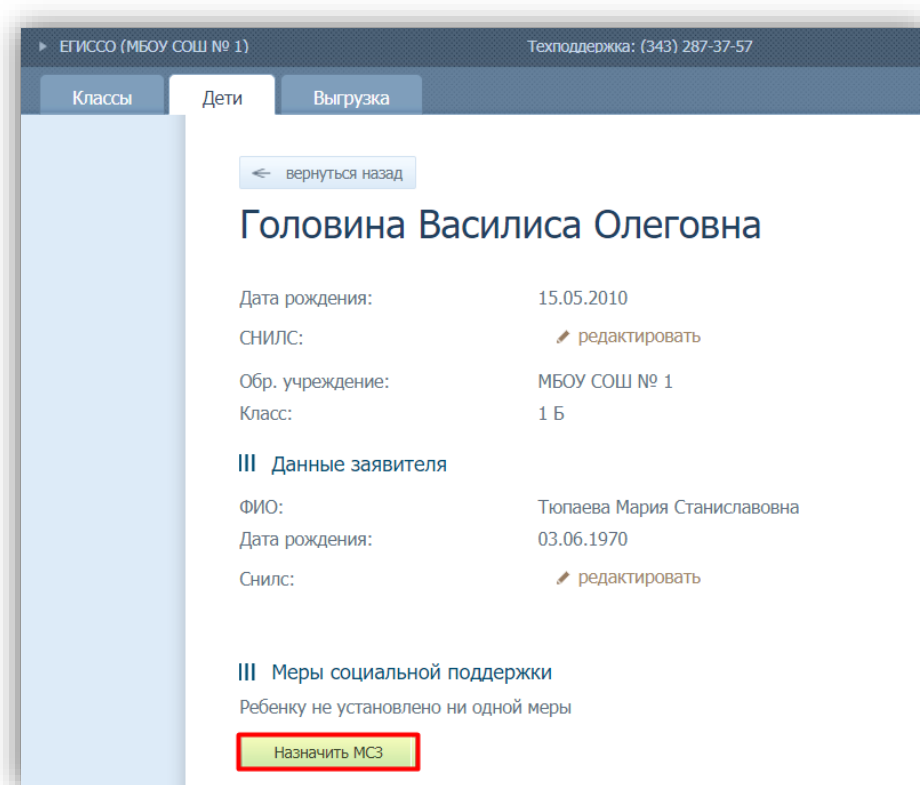 ЕГИССО (МБОУ СОШ № 1) Техподдержка: (343) 287-37-57
Классы Дети Выгрузка
вернуться назад
Головина Василиса Олеговна
Дата рождения: 15.05.2010
СНИЛС: редактировать
Обр. учреждение: МБОУ СОШ № 1
Класс: 1 Б
Данные заявителя
ФИО: Тюпаева Мария Станиславовна
Дата рождения: 03.06.1970
Снилс: редактировать
Меры социальной поддержки
Ребенку не установлено ни одной меры
Назначить МСЗ